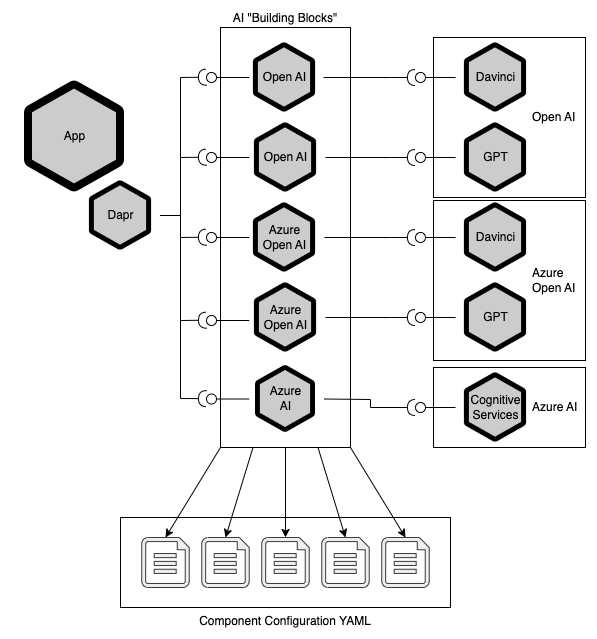 AI "Building Blocks"
App
Dapr
Open AI
Open AI
Azure
Open AI
Azure
Open AI
Azure
AI
Davinci
GPT
Open AI
Davinci
GPT
Azure
Open AI
Cognitive
Services
Azure AI
Component Configuration YAML